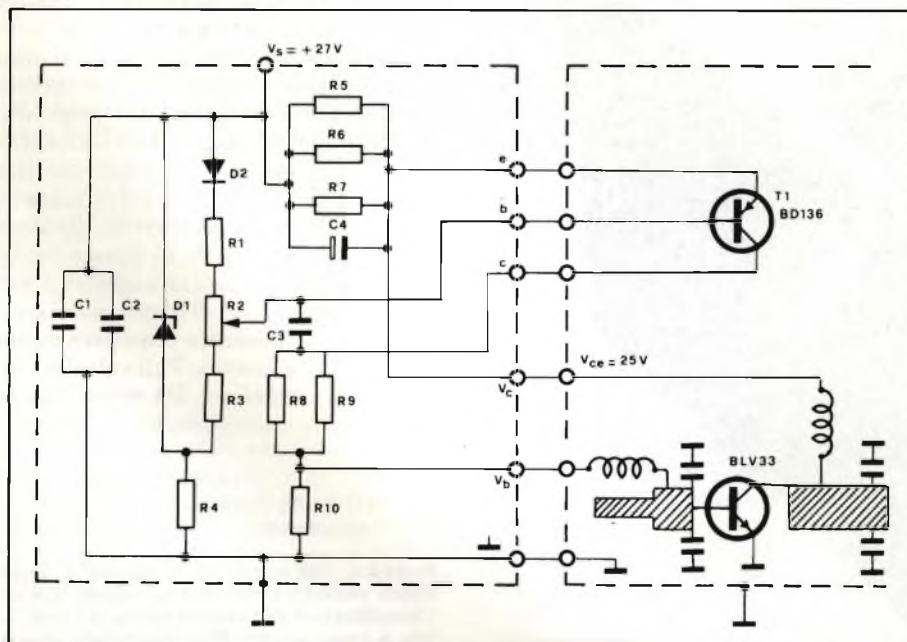 Vs = +27V
R5
R6
R7
C4
D2
R1
R2
C3
D1
C1
C2
R3
R8
R9
R4
R10
e
b
c
Vc
Vb
T1
BD136
Vce = 25V
BLV33